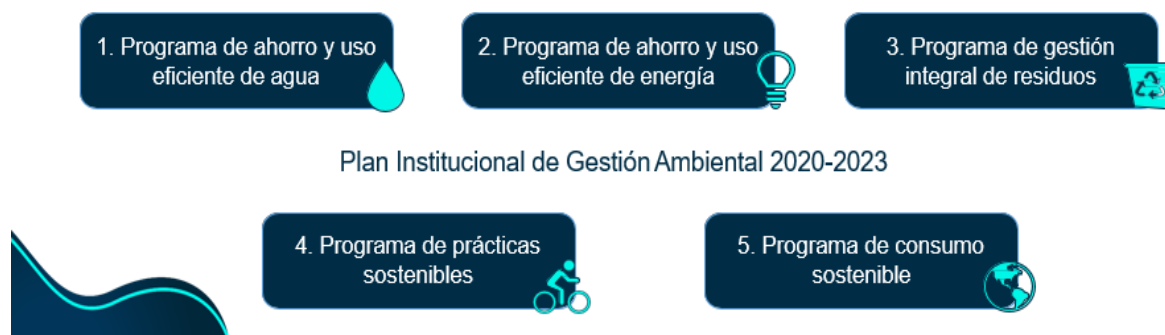 1. Programa de ahorro y uso
eficiente de agua
2. Programa de ahorro y uso
eficiente de energía
3. Programa de gestión
integral de residuos
Plan Institucional de Gestión Ambiental 2020-2023
4. Programa de prácticas
sostenibles
5. Programa de consumo
sostenible